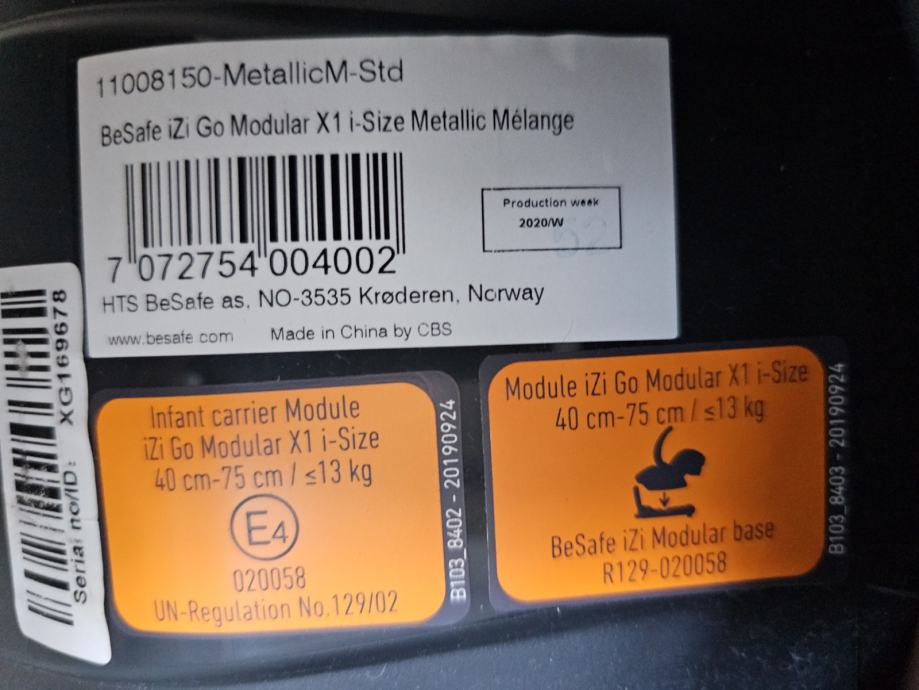 11008150-MetallicM-Std
BeSafe iZi Go Modular X1 i-Size Metallic Mélange
Production week
2020/W 52
7 072754 004002
HTS BeSafe as, NO-3535 Krøderen, Norway
www.besafe.com Made in China by CBS
Serial no/ID: XG169678
Infant carrier Module
iZi Go Modular X1 i-Size
40 cm-75 cm / ≤13 kg
E4
020058
UN-Regulation No.129/02
B103_8402 - 20190924
Module iZi Go Modular X1 i-Size
40 cm-75 cm / ≤13 kg
BeSafe iZi Modular base
R129-020058
B103_8403 - 20190924